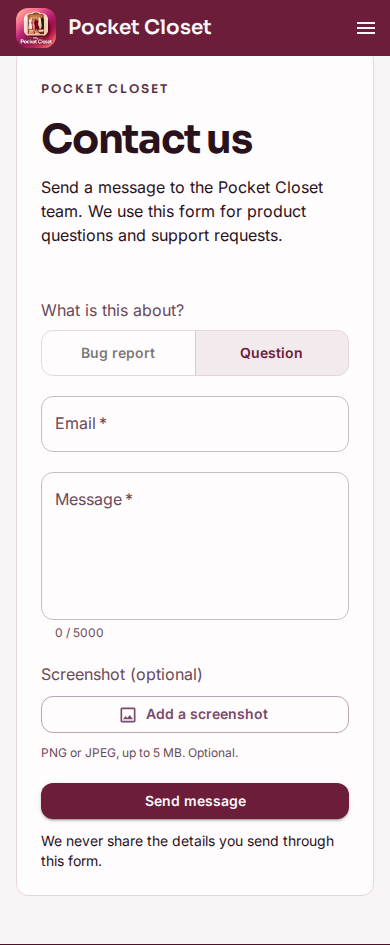 Pocket Closet
Pocket Closet
POCKET CLOSET
Contact us
Send a message to the Pocket Closet
team. We use this form for product
questions and support requests.
What is this about?
Bug report
Question
Email *
Message *
0 / 5000
Screenshot (optional)
Add a screenshot
PNG or JPEG, up to 5 MB. Optional.
Send message
We never share the details you send through
this form.